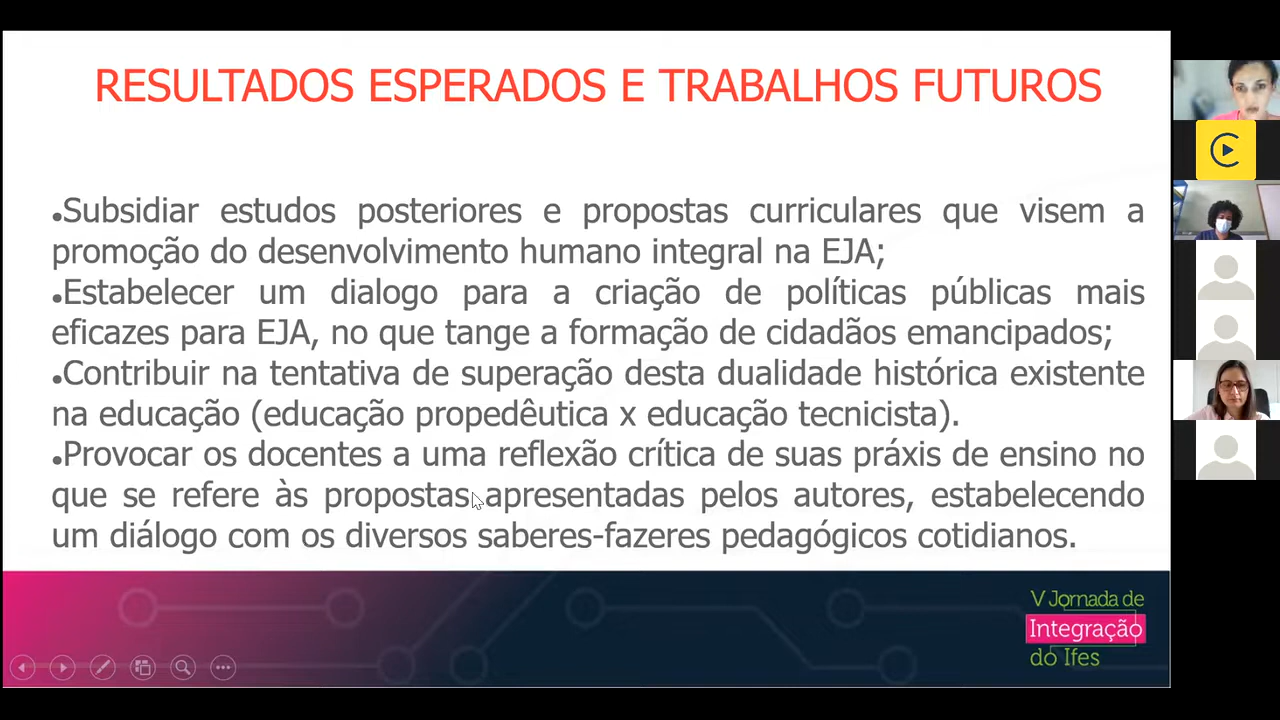 RESULTADOS ESPERADOS E TRABALHOS FUTUROS
●Subsidiar estudos posteriores e propostas curriculares que visem a
promoção do desenvolvimento humano integral na EJA;
●Estabelecer um dialogo para a criação de políticas públicas mais
eficazes para EJA, no que tange a formação de cidadãos emancipados;
●Contribuir na tentativa de superação desta dualidade histórica existente
na educação (educação propedêutica x educação tecnicista).
●Provocar os docentes a uma reflexão crítica de suas práxis de ensino no
que se refere às propostas apresentadas pelos autores, estabelecendo
um diálogo com os diversos saberes-fazeres pedagógicos cotidianos.
V Jornada de
Integração
do Ifes